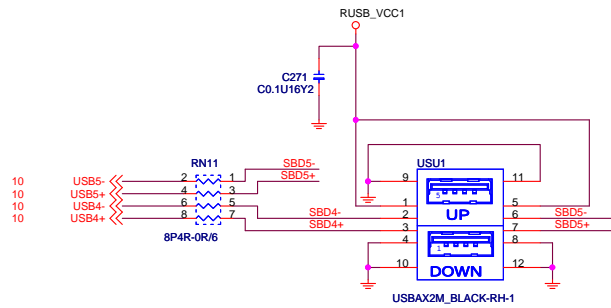 RUSB_VCC1
C271
C0.1U16Y2
RN11
SBD5-
SBD5+
USU1
10 USB5- 2 1
10 USB5+ 4 3
10 USB4- 6 5 SBD4-
10 USB4+ 8 7 SBD4+
8P4R-0R/6
9 11
5
1 UP 5
2 6 SBD5-
3 7 SBD5+
4 1 8
10 DOWN 12
USBAX2M_BLACK-RH-1